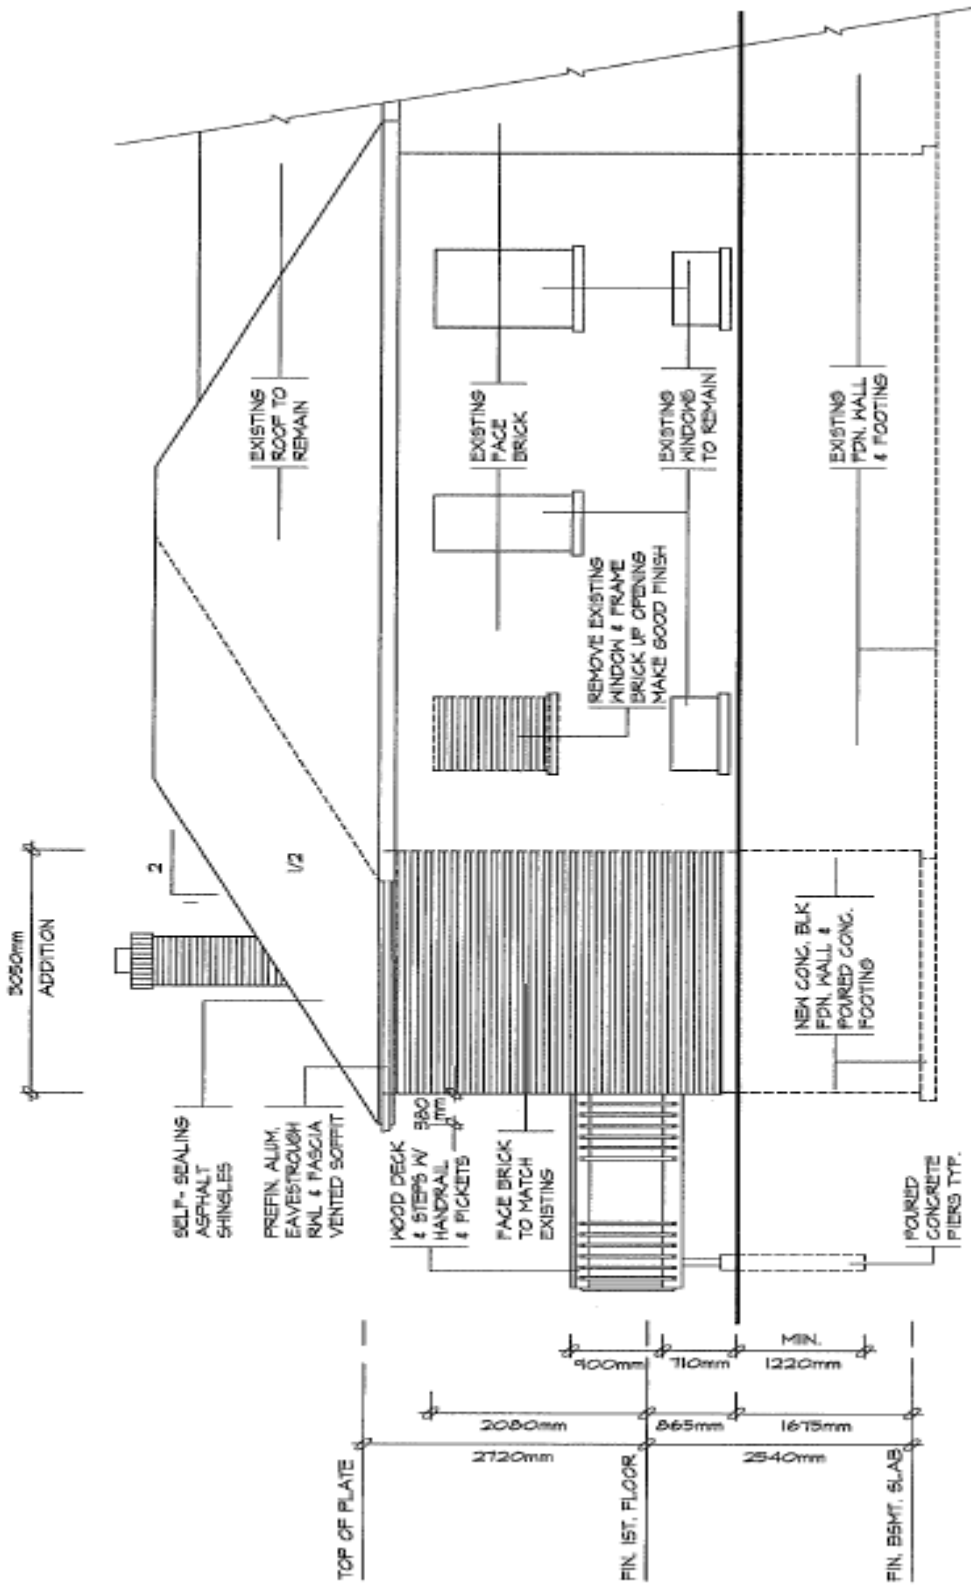 3050mm
ADDITION
2
1
1/2
SELF-SEALING
ASPHALT
SHINGLES
PREFIN. ALUM.
EAVESTROUGH
RWL & FASCIA
VENTED SOFFIT
WOOD DECK
& STEPS W/
HANDRAIL
& PICKETS
380
mm
FACE BRICK
TO MATCH
EXISTING
EXISTING
ROOF TO
REMAIN
EXISTING
FACE
BRICK
EXISTING
WINDOWS
TO REMAIN
REMOVE EXISTING
WINDOW & FRAME
BRICK UP OPENING
MAKE GOOD FINISH
EXISTING
FDN. WALL
& FOOTING
NEW CONC. BLK
FDN. WALL &
POURED CONC.
FOOTING
POURED
CONCRETE
PIERS TYP.
TOP OF PLATE
FIN. 1ST. FLOOR
FIN. BSMT. SLAB
900mm
710mm
MIN.
1220mm
2080mm
865mm
1675mm
2720mm
2540mm